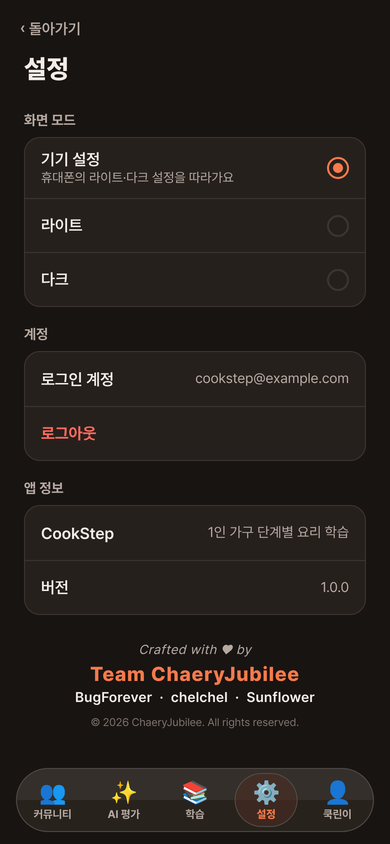 ‹ 돌아가기
설정
화면 모드
기기 설정
휴대폰의 라이트·다크 설정을 따라가요
라이트
다크
계정
로그인 계정 cookstep@example.com
로그아웃
앱 정보
CookStep 1인 가구 단계별 요리 학습
버전 1.0.0
Crafted with ♥ by
Team ChaeryJubilee
BugForever · chelchel · Sunflower
© 2026 ChaeryJubilee. All rights reserved.
커뮤니티 AI 평가 학습 설정 쿡린이